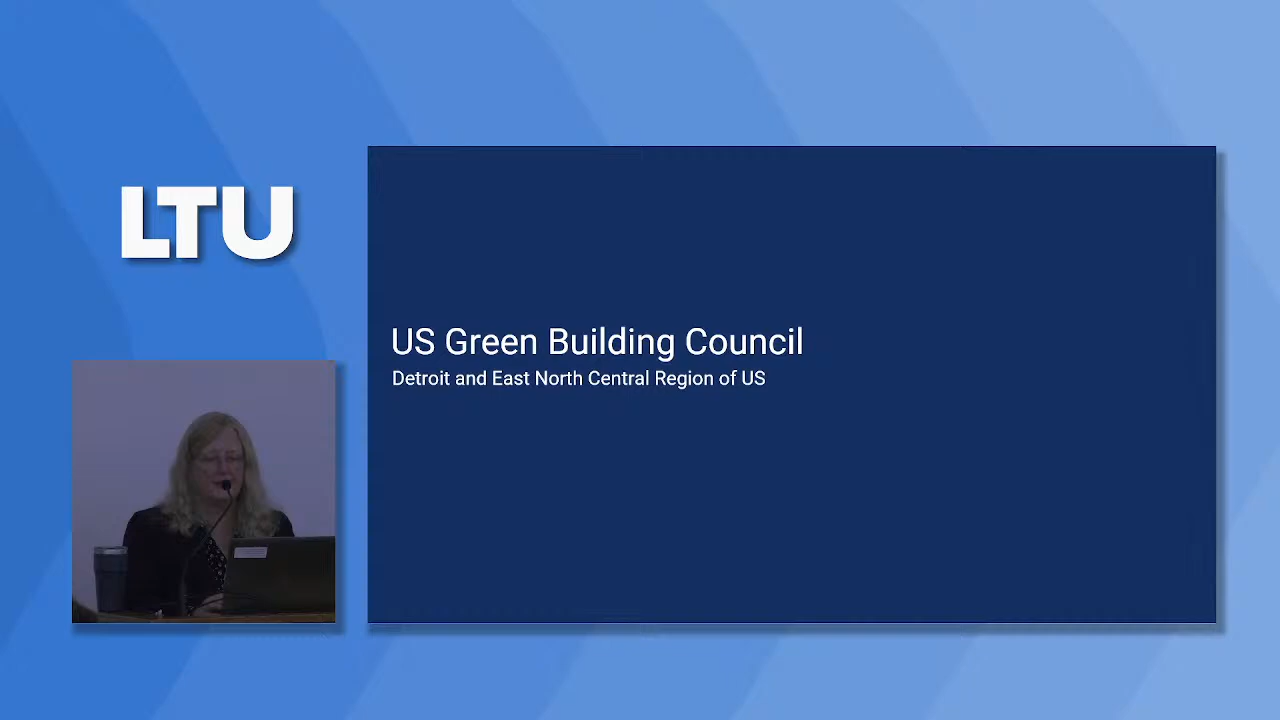 LTU
US Green Building Council
Detroit and East North Central Region of US